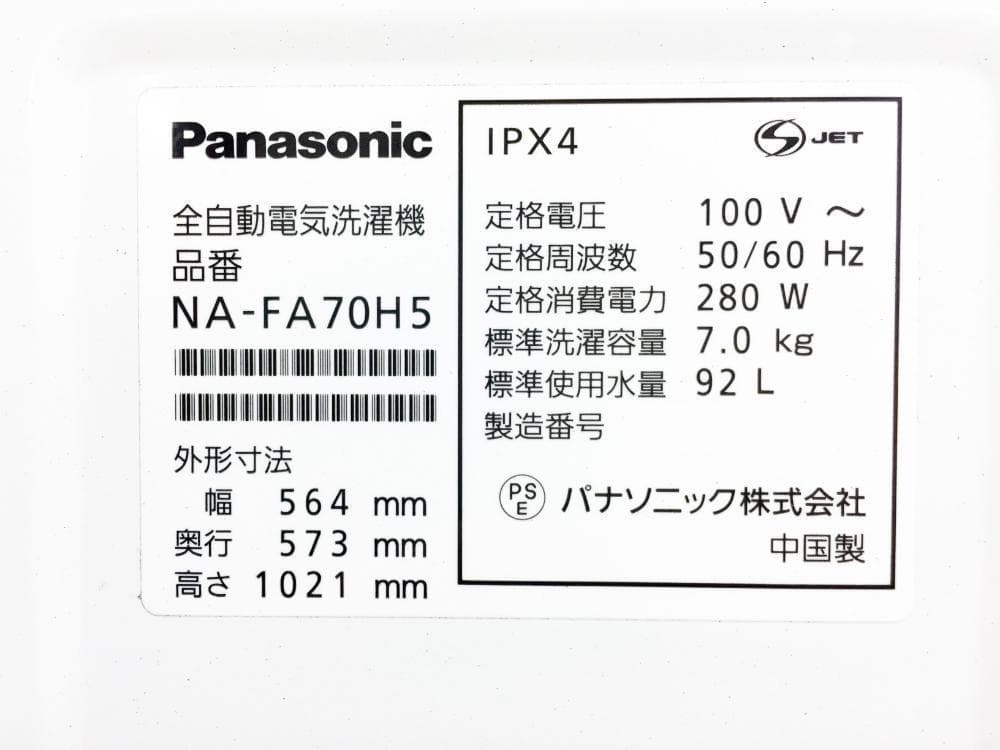 Panasonic
全自動電気洗濯機
品番
NA-FA70H5
外形寸法
幅 564 mm
奥行 573 mm
高さ 1021 mm
IPX4
S JET
定格電圧 100 V ～
定格周波数 50/60 Hz
定格消費電力 280 W
標準洗濯容量 7.0 kg
標準使用水量 92 L
製造番号
PS
E
パナソニック株式会社
中国製